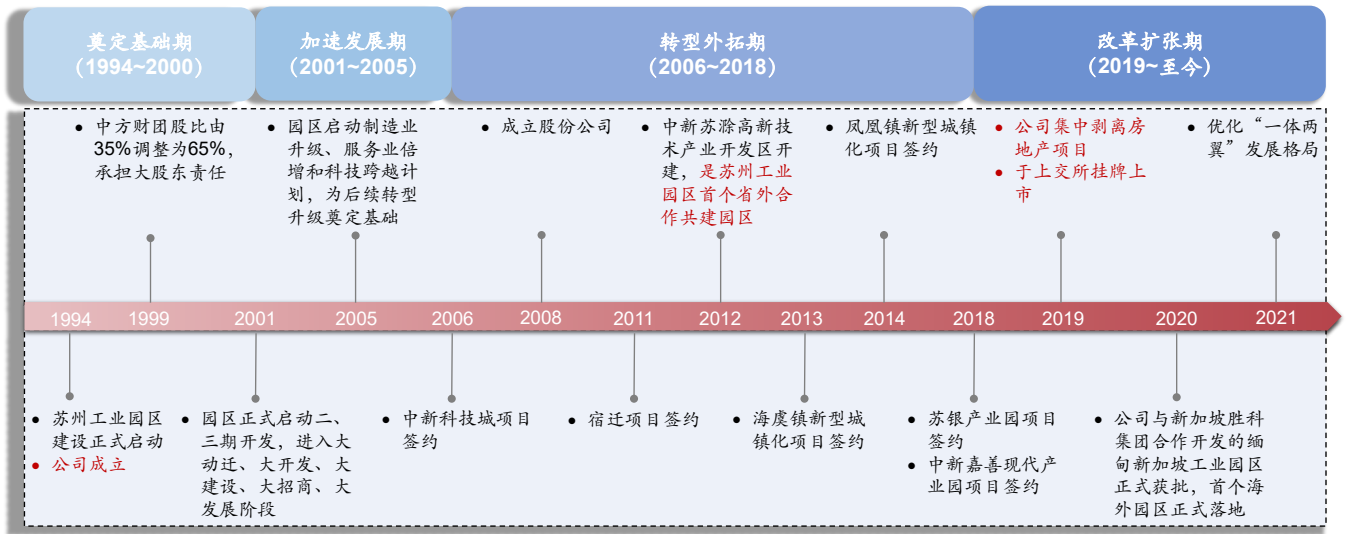 奠定基础期
（1994~2000）
加速发展期
（2001~2005）
转型外拓期
（2006~2018）
改革扩张期
（2019~至今）
● 中方财团股比由
35%调整为65%，
承担大股东责任
● 园区启动制造业
升级、服务业倍
增和科技跨越计
划，为后续转型
升级奠定基础
● 成立股份公司
● 中新苏滁高新技
术产业开发区开
建，是苏州工业
园区首个省外合
作共建园区
● 凤凰镇新型城镇
化项目签约
● 公司集中剥离房
地产项目
● 于上交所挂牌上
市
● 优化“一体两
翼”发展格局
1994 1999 2001 2005 2006 2008 2011 2012 2013 2014 2018 2019 2020 2021
● 苏州工业园区
建设正式启动
● 公司成立
● 园区正式启动二、
三期开发，进入大
动迁、大开发、大
建设、大招商、大
发展阶段
● 中新科技城项目
签约
● 宿迁项目签约
● 海虞镇新型城
镇化项目签约
● 苏银产业园项目
签约
● 中新嘉善现代产
业园项目签约
● 公司与新加坡胜科
集团合作开发的缅
甸新加坡工业园区
正式获批，首个海
外园区正式落地